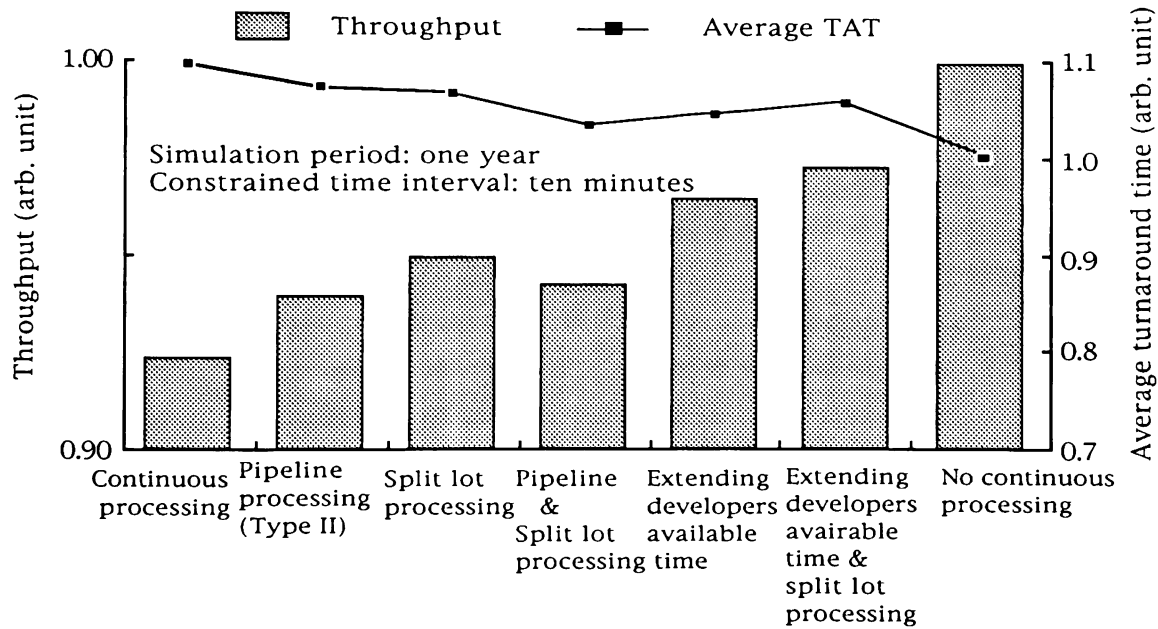 Throughput
Average TAT
1.00
1.1
Simulation period: one year
Constrained time interval: ten minutes
1.0
0.9
0.8
0.90
0.7
Throughput (arb. unit)
Average turnaround time (arb. unit)
Continuous
processing
Pipeline
processing
(Type II)
Split lot
processing
Pipeline
&
Split lot
processing
Extending
developers
available
time
Extending
developers
avairable
time &
split lot
processing
No continuous
processing